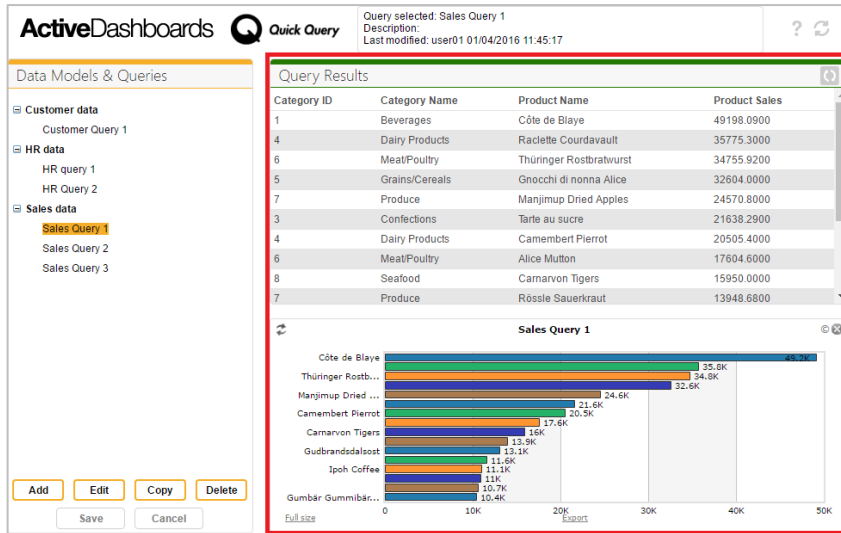 ActiveDashboards Quick Query
Query selected: Sales Query 1
Description:
Last modified: user01 01/04/2016 11:45:17
?
Data Models & Queries
Customer data
Customer Query 1
HR data
HR query 1
HR Query 2
Sales data
Sales Query 1
Sales Query 2
Sales Query 3
Add Edit Copy Delete
Save Cancel
Query Results
Category ID Category Name Product Name Product Sales
1 Beverages Côte de Blaye 49198.0900
4 Dairy Products Raclette Courdavault 35775.3000
6 Meat/Poultry Thüringer Rostbratwurst 34755.9200
5 Grains/Cereals Gnocchi di nonna Alice 32604.0000
7 Produce Manjimup Dried Apples 24570.8000
3 Confections Tarte au sucre 21638.2900
4 Dairy Products Camembert Pierrot 20505.4000
6 Meat/Poultry Alice Mutton 17604.6000
8 Seafood Carnarvon Tigers 15950.0000
7 Produce Rössle Sauerkraut 13948.6800
Sales Query 1 ©
Côte de Blaye 49.2K
35.8K
Thüringer Rostb... 34.8K
32.6K
Manjimup Dried ... 24.6K
21.6K
Camembert Pierrot 20.5K
17.6K
Carnarvon Tigers 16K
13.9K
Gudbrandsdalsost 13.1K
11.6K
Ipoh Coffee 11.1K
11K
10.7K
Gumbär Gummibär... 10.4K
0 10K 20K 30K 40K 50K
Full size Export